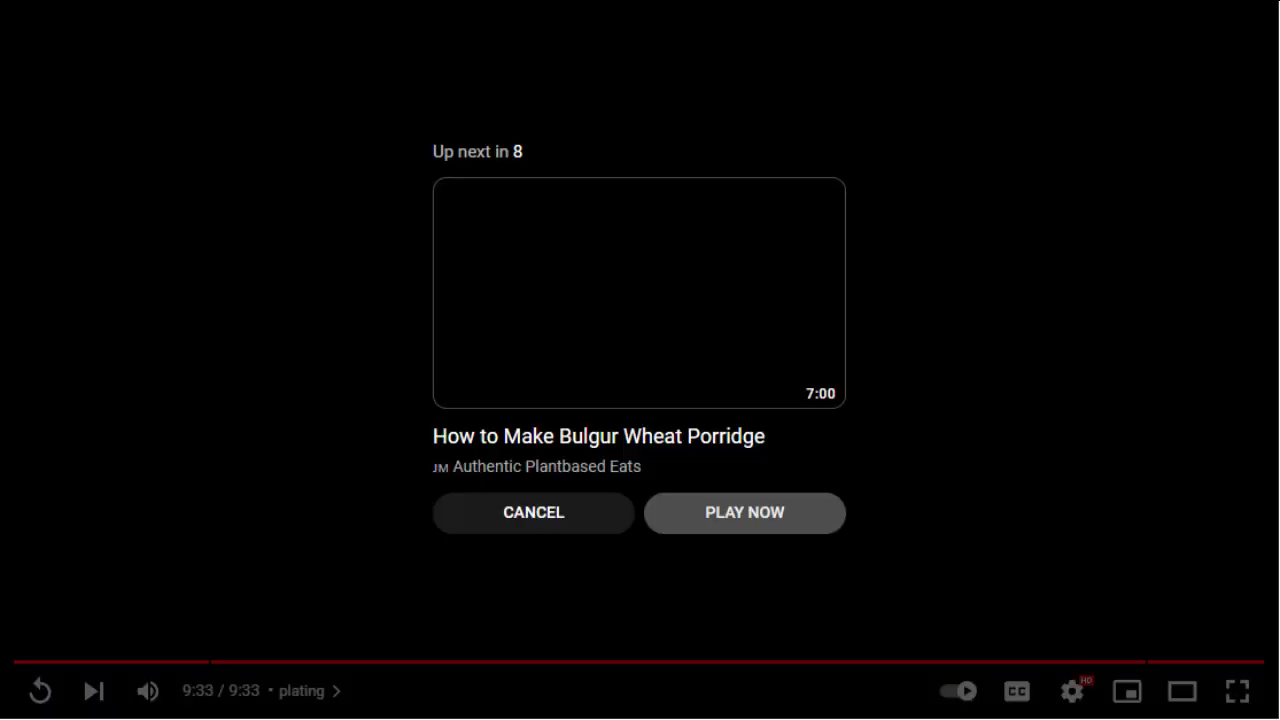 Up next in 8
7:00
How to Make Bulgur Wheat Porridge
JM Authentic Plantbased Eats
CANCEL
PLAY NOW
9:33 / 9:33 • plating >
CC
HD